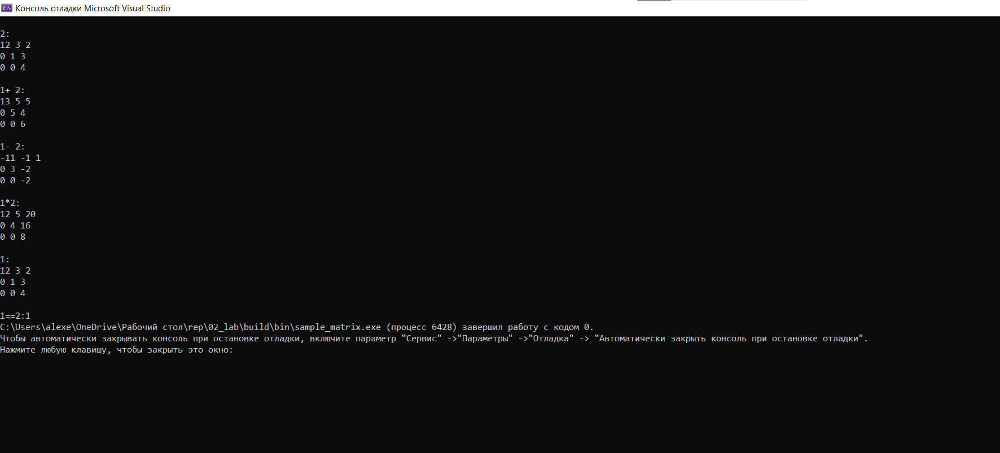 Консоль отладки Microsoft Visual Studio
2:
12 3 2
0 1 3
0 0 4
1+ 2:
13 5 5
0 5 4
0 0 6
1- 2:
-11 -1 1
0 3 -2
0 0 -2
1*2:
12 5 20
0 4 16
0 0 8
1:
12 3 2
0 1 3
0 0 4
1==2:1
C:\Users\alexe\OneDrive\Рабочий стол\rep\02_lab\build\bin\sample_matrix.exe (процесс 6428) завершил работу с кодом 0.
Чтобы автоматически закрывать консоль при остановке отладки, включите параметр "Сервис" ->"Параметры" ->"Отладка" -> "Автоматически закрыть консоль при остановке отладки".
Нажмите любую клавишу, чтобы закрыть это окно: